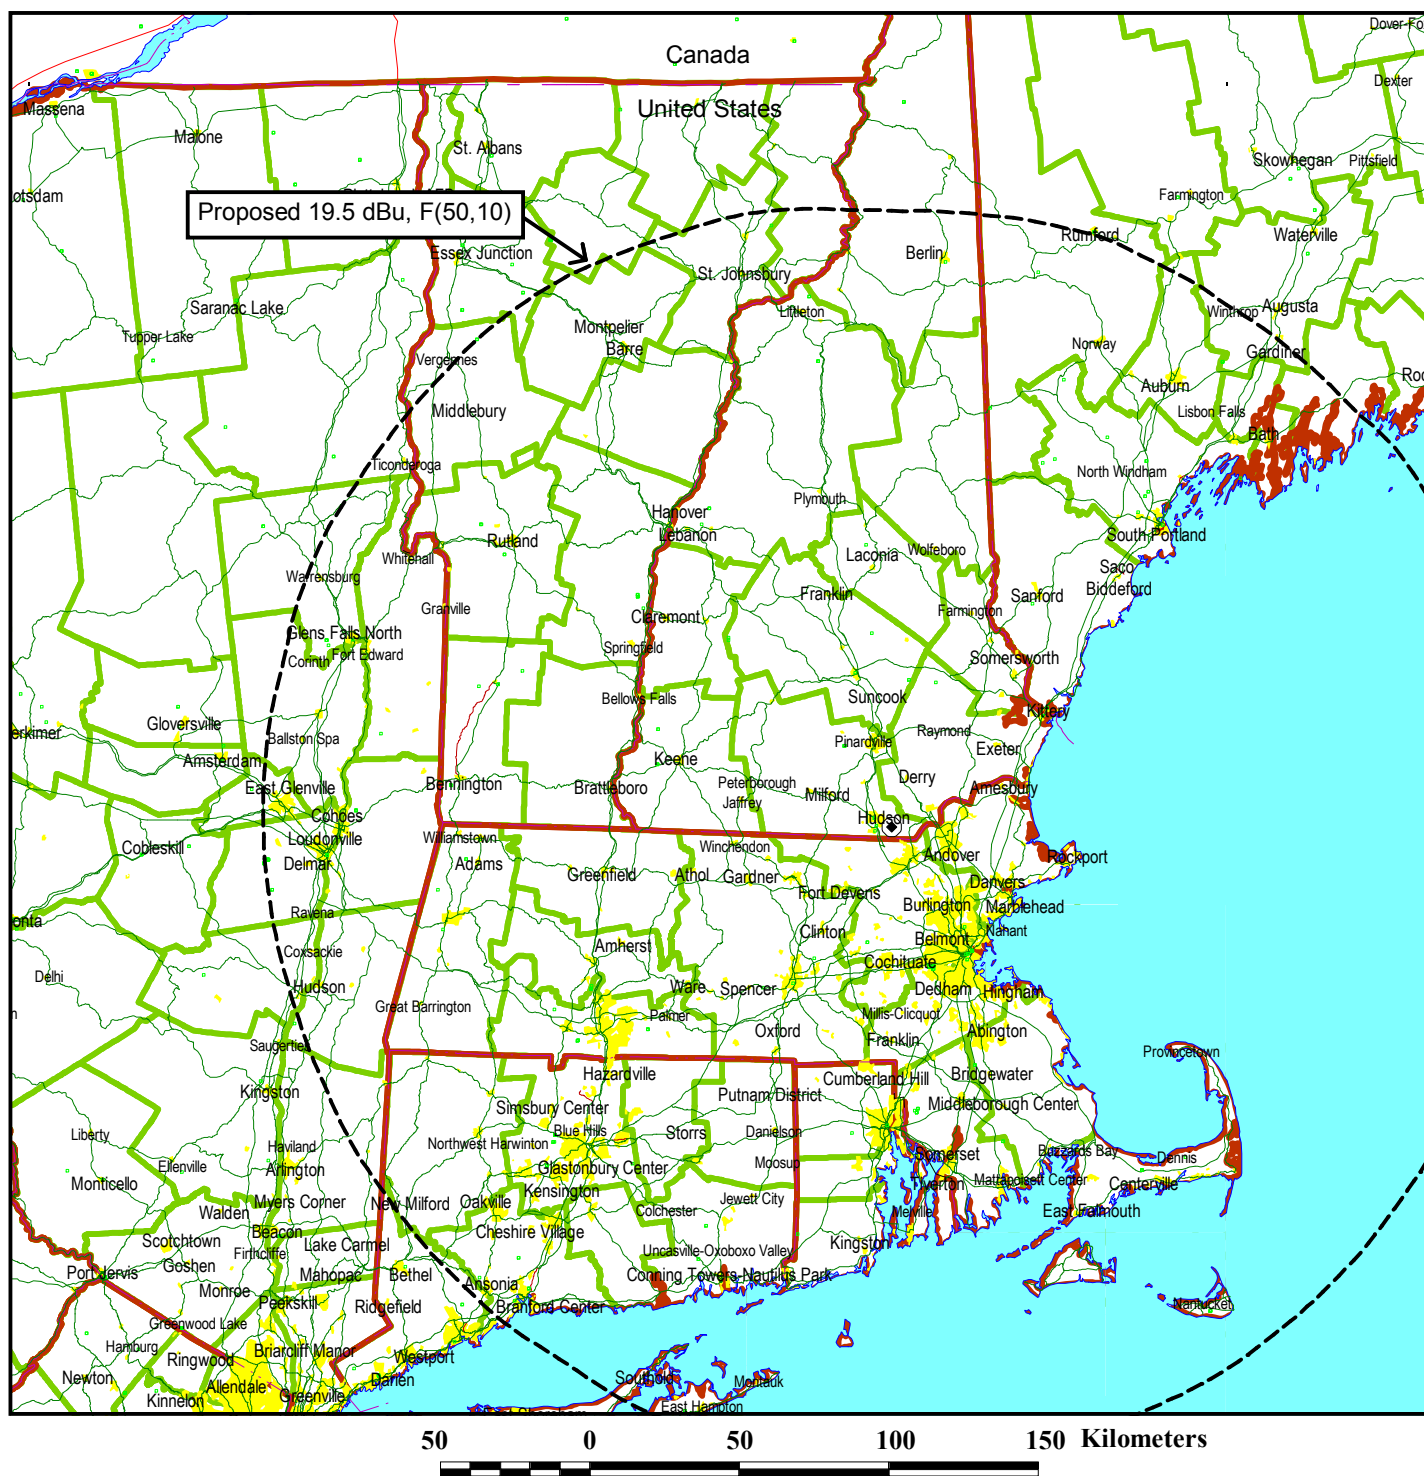 Canada
Dover-Fo
United States
Dexter
Massena
Malone
St. Albans
Skowhegan
Pittsfield
otsdam
Farmington
Proposed 19.5 dBu, F(50,10)
Rumford
Waterville
Essex Junction
Berlin
St. Johnsbury
Saranac Lake
Littleton
Winthrop
Augusta
Tupper Lake
Montpelier
Barre
Norway
Gardiner
Vergennes
Auburn
Roc
Middlebury
Lisbon Falls
Bath
Ticonderoga
North Windham
Plymouth
Hanover
Lebanon
South Portland
Rutland
Whitehall
Laconia
Wolfeboro
Saco
Warrensburg
Biddeford
Franklin
Sanford
Granville
Claremont
Farmington
Glens Falls North
Springfield
Corinth
Fort Edward
Somersworth
Bellows Falls
Suncook
Kittery
Gloversville
erkimer
Ballston Spa
Raymond
Pinardville
Exeter
Amsterdam
Keene
East Glenville
Bennington
Brattleboro
Peterborough
Derry
Amesbury
Jaffrey
Milford
Cohoes
Hudson
Loudonville
Williamstown
Cobleskill
Winchendon
Andover
Rockport
Delmar
Adams
Greenfield
Athol
Gardner
Danvers
Fort Devens
Burlington
Marblehead
Ravena
onta
Clinton
Nahant
Belmont
Coxsackie
Amherst
Cochituate
Delhi
Hudson
Ware
Spencer
Dedham
Hingham
Great Barrington
Palmer
Millis-Clicquot
n
Oxford
Abington
Franklin
Saugerties
Provincetown
Hazardville
Cumberland Hill
Bridgewater
Kingston
Putnam District
Simsbury Center
Middleborough Center
Liberty
Blue Hills
Storrs
Danielson
Haviland
Northwest Harwinton
Buzzards Bay
Somerset
Dennis
Ellenville
Arlington
Glastonbury Center
Moosup
Monticello
Kensington
Tiverton
Mattapoisett Center
Centerville
Myers Corner
New Milford
Oakville
Jewett City
Walden
Colchester
Melville
East Falmouth
Beacon
Cheshire Village
Scotchtown
Firthcliffe
Lake Carmel
Uncasville-Oxoboxo Valley
Kingston
Goshen
Port Jervis
Mahopac
Bethel
Conning Towers-Nautilus Park
Monroe
Ansonia
Peekskill
Ridgefield
Branford Center
Nantucket
Greenwood Lake
Hamburg
Ringwood
Briarcliff Manor
Westport
Newton
Darien
Southold
Montauk
Allendale
Kinnelon
Greenville
East Hampton
50 0 50 100 150 Kilometers